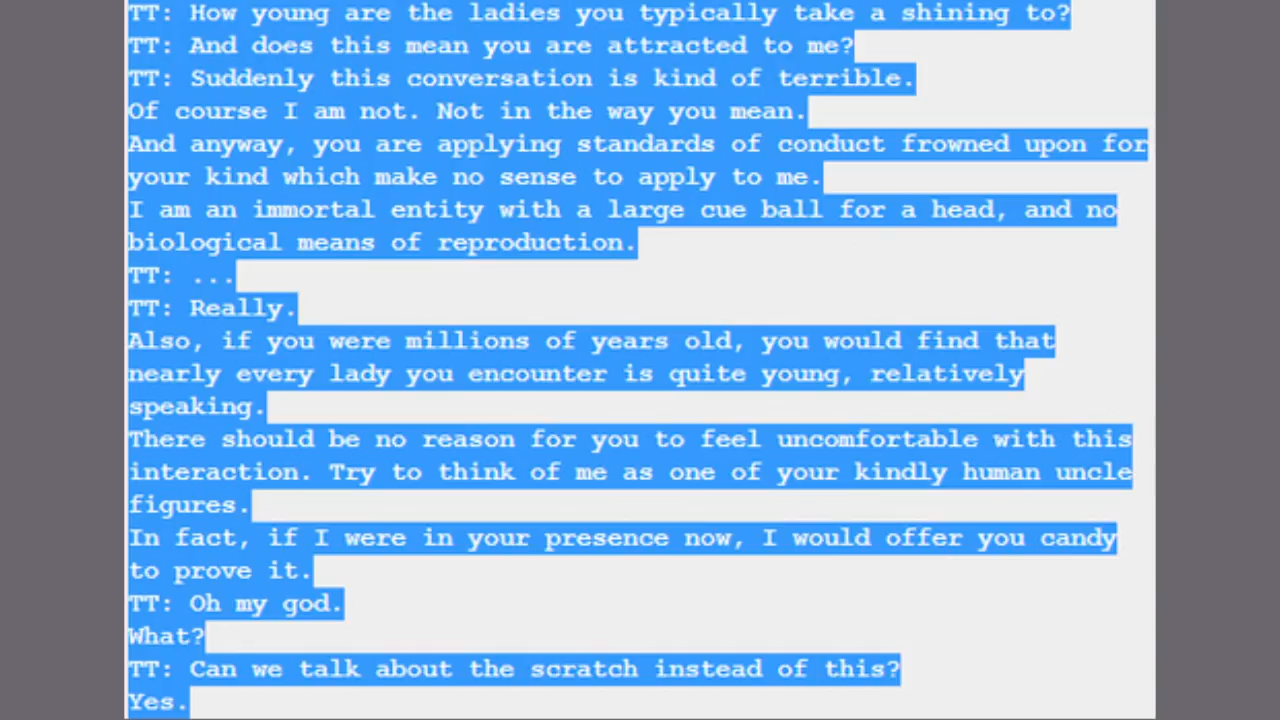 TT: How young are the ladies you typically take a shining to?
TT: And does this mean you are attracted to me?
TT: Suddenly this conversation is kind of terrible.
Of course I am not. Not in the way you mean.
And anyway, you are applying standards of conduct frowned upon for
your kind which make no sense to apply to me.
I am an immortal entity with a large cue ball for a head, and no
biological means of reproduction.
TT: ...
TT: Really.
Also, if you were millions of years old, you would find that
nearly every lady you encounter is quite young, relatively
speaking.
There should be no reason for you to feel uncomfortable with this
interaction. Try to think of me as one of your kindly human uncle
figures.
In fact, if I were in your presence now, I would offer you candy
to prove it.
TT: Oh my god.
What?
TT: Can we talk about the scratch instead of this?
Yes.